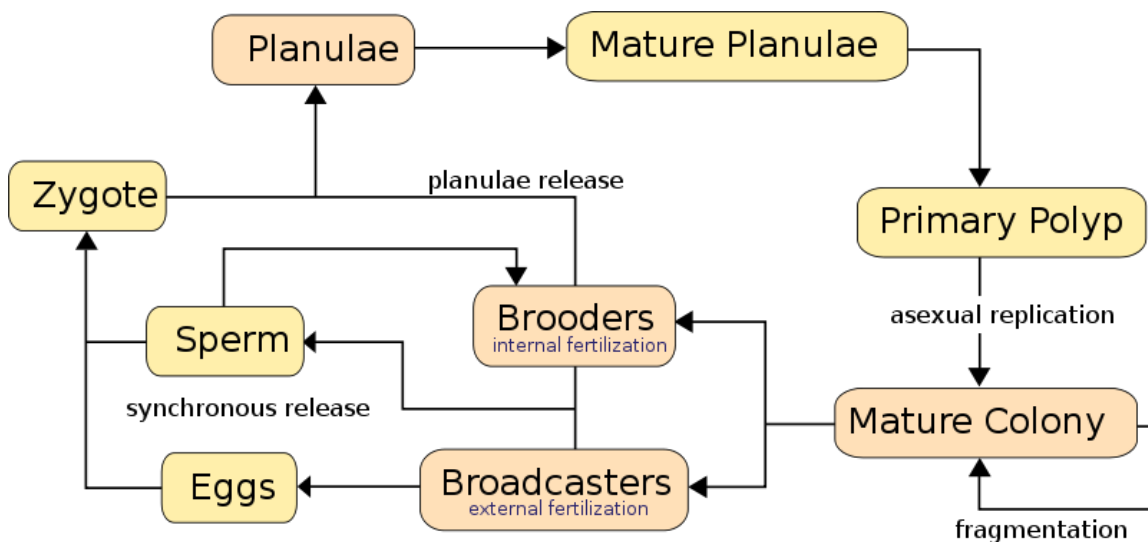 Planulae
Mature Planulae
Zygote
planulae release
Primary Polyp
Brooders
internal fertilization
asexual replication
Sperm
synchronous release
Mature Colony
Eggs
Broadcasters
external fertilization
fragmentation